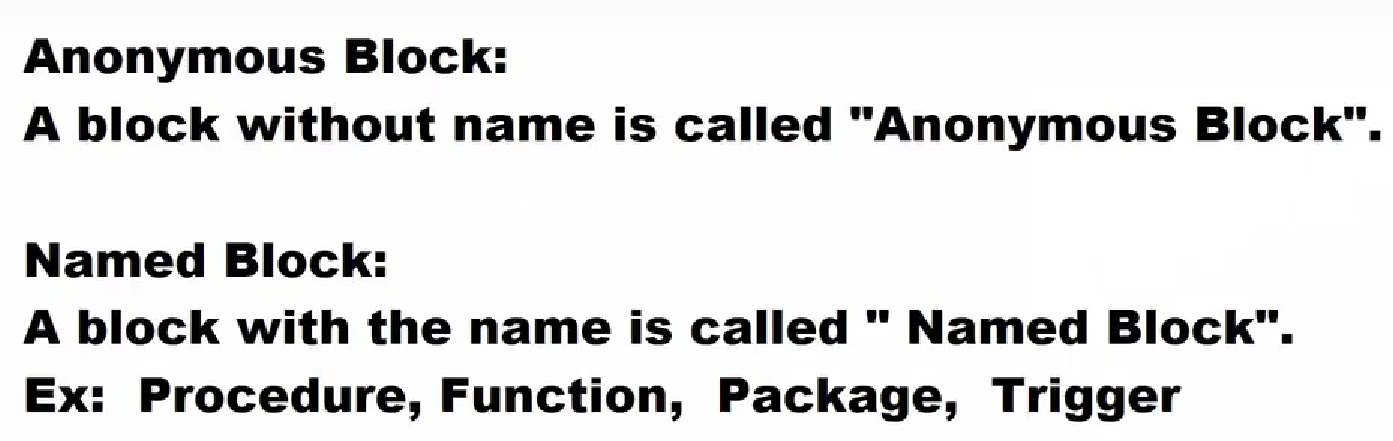 Anonymous Block:
A block without name is called "Anonymous Block".
Named Block:
A block with the name is called " Named Block".
Ex:  Procedure, Function,  Package,  Trigger